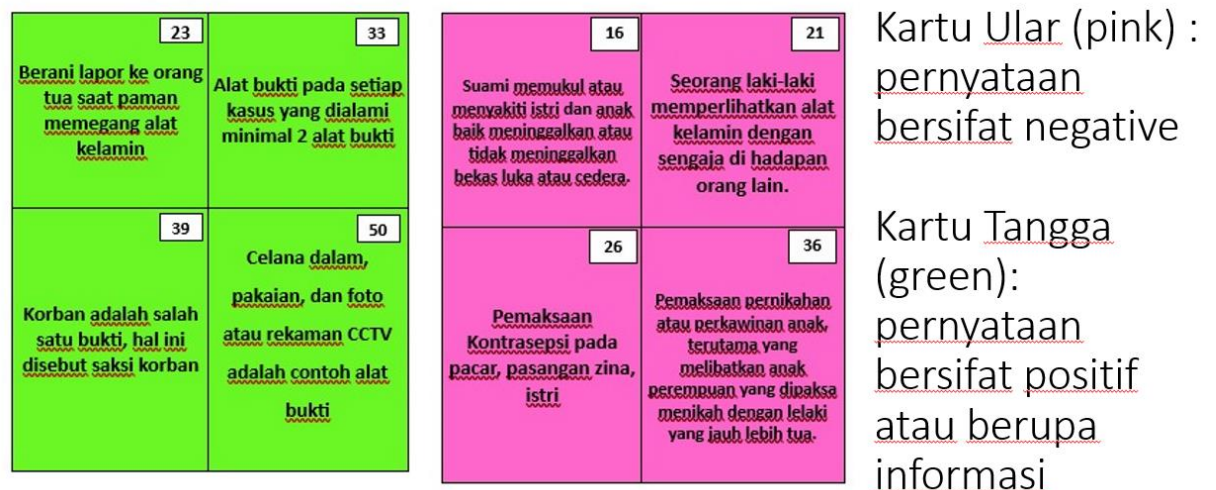 23
Berani lapor ke orang
tua saat paman
memegang alat
kelamin
33
Alat bukti pada setiap
kasus yang dialami
minimal 2 alat bukti
39
Korban adalah salah
satu bukti, hal ini
disebut saksi korban
50
Celana dalam,
pakaian, dan foto
atau rekaman CCTV
adalah contoh alat
bukti
16
Suami memukul atau
menyakiti istri dan anak
baik meninggalkan atau
tidak meninggalkan
bekas luka atau cedera.
21
Seorang laki-laki
memperlihatkan alat
kelamin dengan
sengaja di hadapan
orang lain.
26
Pemaksaan
Kontrasepsi pada
pacar, pasangan zina,
istri
36
Pemaksaan pernikahan
atau perkawinan anak,
terutama yang
melibatkan anak
perempuan yang dipaksa
menikah dengan lelaki
yang jauh lebih tua.
Kartu Ular (pink) :
pernyataan
bersifat negative
Kartu Tangga
(green):
pernyataan
bersifat positif
atau berupa
informasi